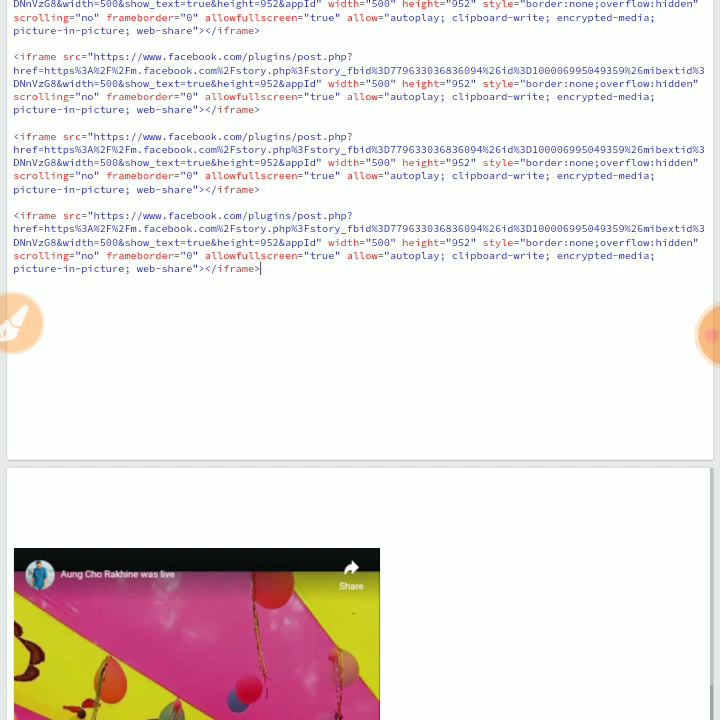 DNnVzG8&width=500&show_text=true&height=952&appId" width="500" height="952" style="border:none;overflow:hidden"
scrolling="no" frameborder="0" allowfullscreen="true" allow="autoplay; clipboard-write; encrypted-media;
picture-in-picture; web-share"></iframe>
<iframe src="https://www.facebook.com/plugins/post.php?
href=https%3A%2F%2Fm.facebook.com%2Fstory.php%3Fstory_fbid%3D779633036836094%26id%3D100006995049359%26mibextid%3
DNnVzG8&width=500&show_text=true&height=952&appId" width="500" height="952" style="border:none;overflow:hidden"
scrolling="no" frameborder="0" allowfullscreen="true" allow="autoplay; clipboard-write; encrypted-media;
picture-in-picture; web-share"></iframe>
<iframe src="https://www.facebook.com/plugins/post.php?
href=https%3A%2F%2Fm.facebook.com%2Fstory.php%3Fstory_fbid%3D779633036836094%26id%3D100006995049359%26mibextid%3
DNnVzG8&width=500&show_text=true&height=952&appId" width="500" height="952" style="border:none;overflow:hidden"
scrolling="no" frameborder="0" allowfullscreen="true" allow="autoplay; clipboard-write; encrypted-media;
picture-in-picture; web-share"></iframe>
<iframe src="https://www.facebook.com/plugins/post.php?
href=https%3A%2F%2Fm.facebook.com%2Fstory.php%3Fstory_fbid%3D779633036836094%26id%3D100006995049359%26mibextid%3
DNnVzG8&width=500&show_text=true&height=952&appId" width="500" height="952" style="border:none;overflow:hidden"
scrolling="no" frameborder="0" allowfullscreen="true" allow="autoplay; clipboard-write; encrypted-media;
picture-in-picture; web-share"></iframe>
Aung Cho Rakhine was live
Share